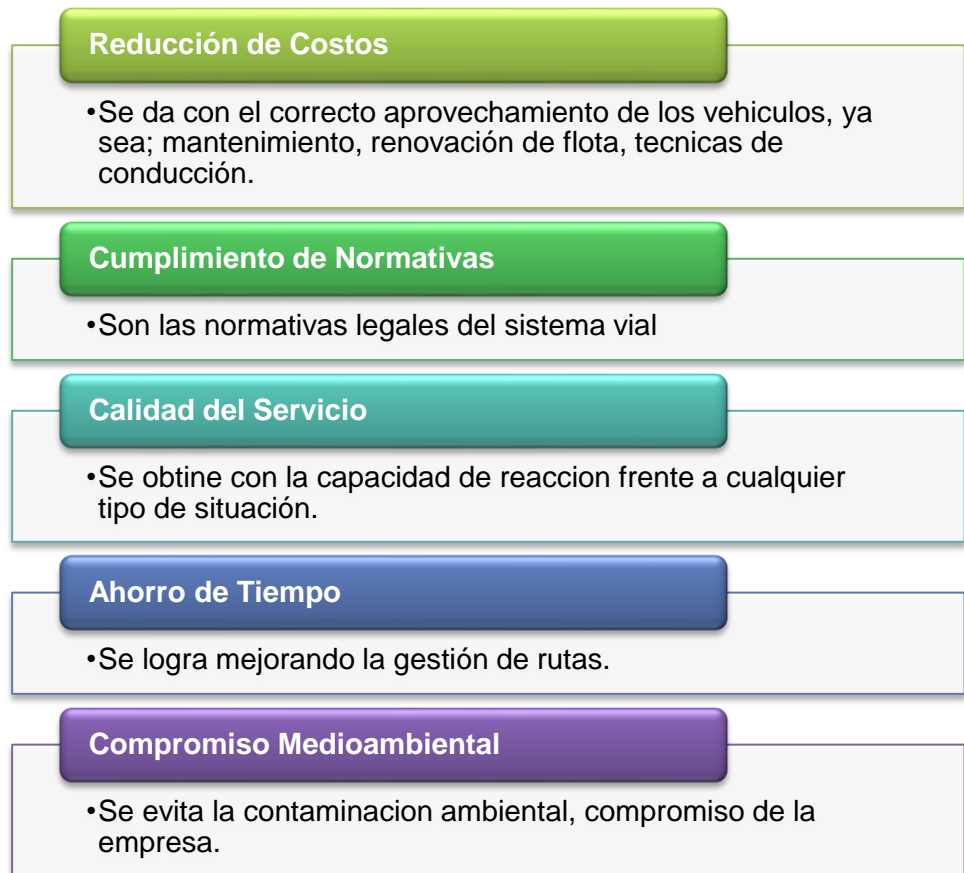 Reducción de Costos
•Se da con el correcto aprovechamiento de los vehiculos, ya
sea; mantenimiento, renovación de flota, tecnicas de
conducción.
Cumplimiento de Normativas
•Son las normativas legales del sistema vial
Calidad del Servicio
•Se obtine con la capacidad de reaccion frente a cualquier
tipo de situación.
Ahorro de Tiempo
•Se logra mejorando la gestión de rutas.
Compromiso Medioambiental
•Se evita la contaminacion ambiental, compromiso de la
empresa.